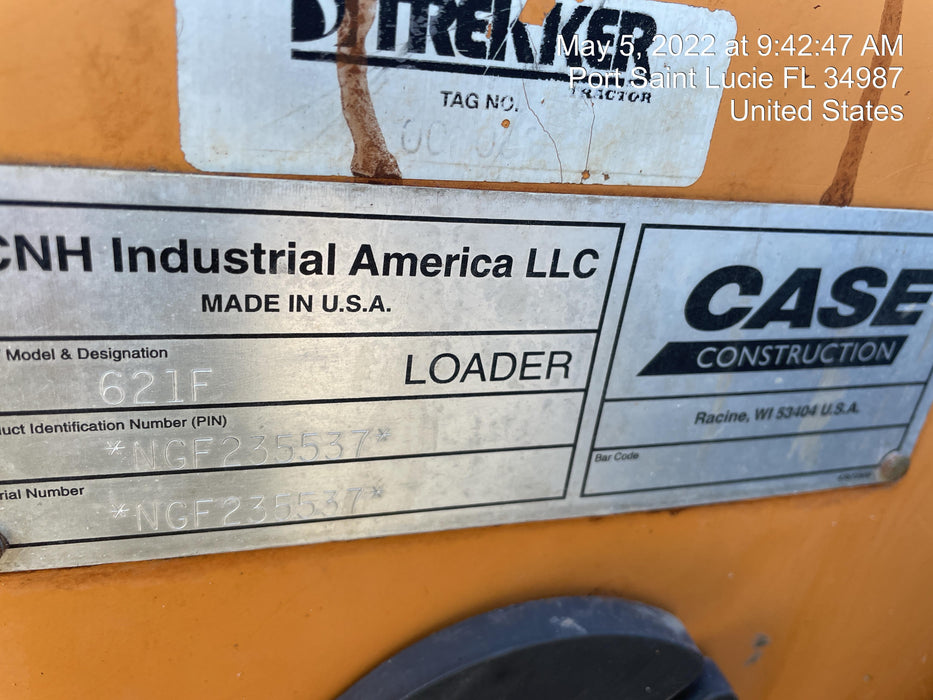 TREKKER
TRACTOR
TAG NO.
May 5, 2022 at 9:42:47 AM
Port Saint Lucie FL 34987
United States
CNH Industrial America LLC
MADE IN U.S.A.
Model & Designation
621F
LOADER
uct Identification Number (PIN)
*NGF235537*
rial Number
*NGF235537*
CASE
CONSTRUCTION
Racine, WI 53404 U.S.A.
Bar Code